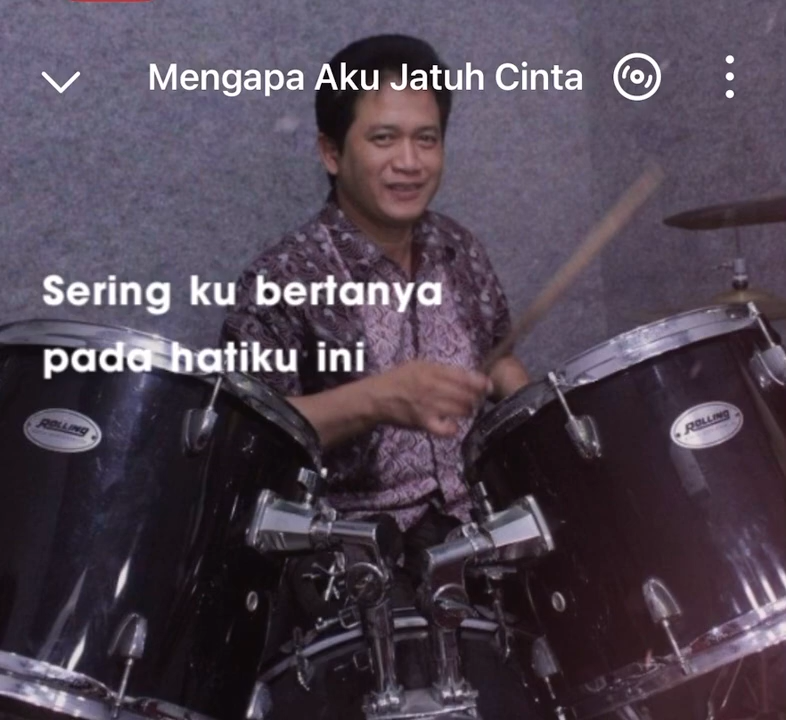 Mengapa Aku Jatuh Cinta
Sering ku bertanya
pada hatiku ini
ROLLING
ROLLING